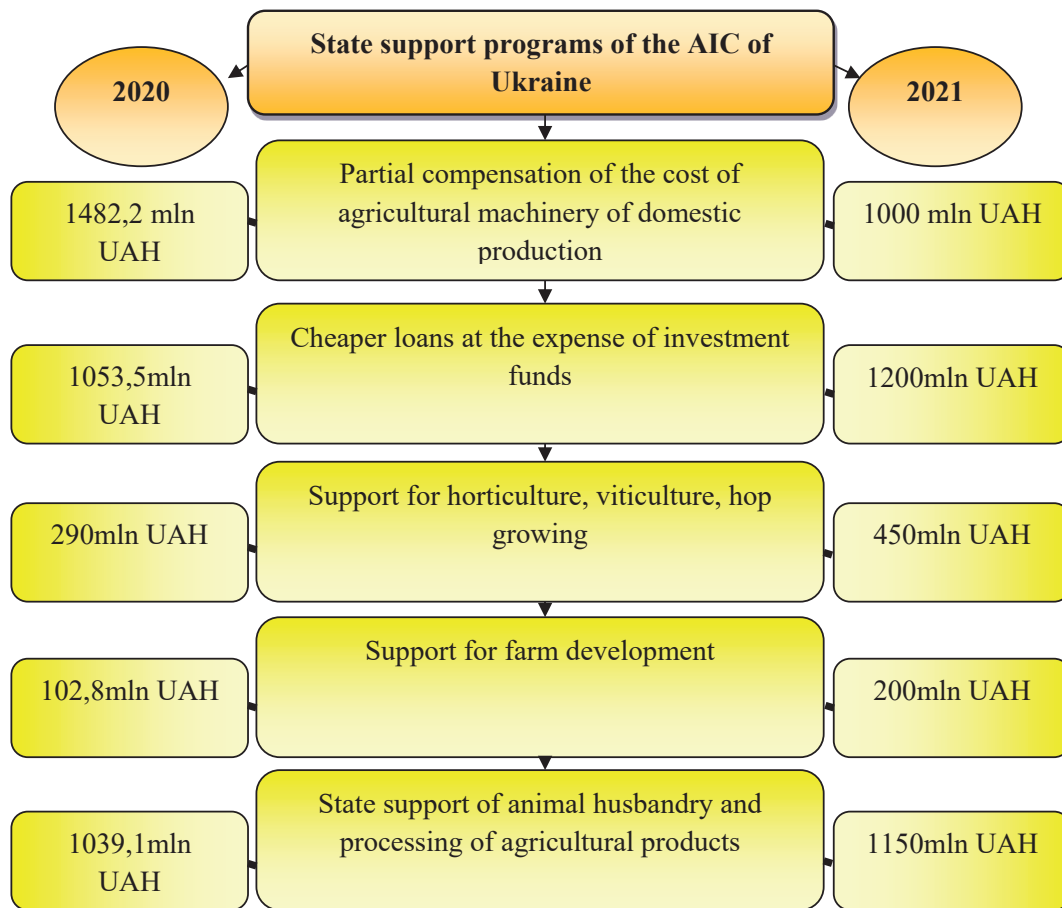 State support programs of the AIC of
Ukraine
2020
2021
Partial compensation of the cost of
agricultural machinery of domestic
production
1482,2 mln
UAH
1000 mln UAH
Cheaper loans at the expense of investment
funds
1053,5mln
UAH
1200mln UAH
Support for horticulture, viticulture, hop
growing
290mln UAH
450mln UAH
Support for farm development
102,8mln UAH
200mln UAH
State support of animal husbandry and
processing of agricultural products
1039,1mln
UAH
1150mln UAH